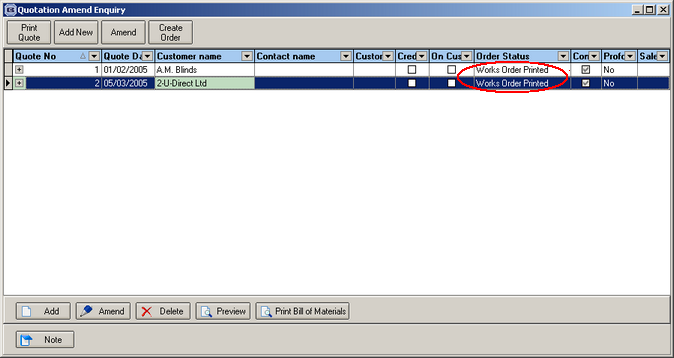 Quotation Amend Enquiry
Print Quote
Add New
Amend
Create Order
Quote No Quote Da Customer name Contact name Custo Cred On Cus Order Status Con Profo Sale
1 01/02/2005 A.M. Blinds Works Order Printed No
2 05/03/2005 2-U-Direct Ltd Works Order Printed No
Add Amend Delete Preview Print Bill of Materials
Note